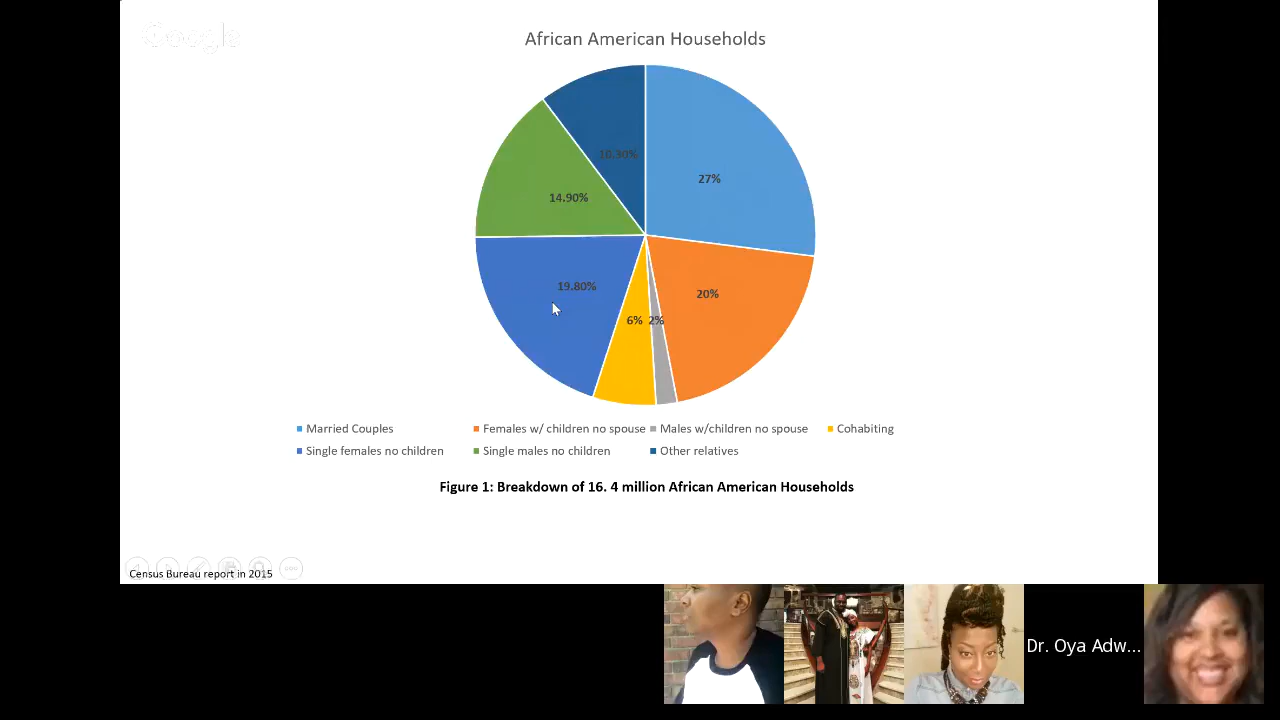 Google
African American Households
10.30%
27%
14.90%
19.80%
20%
6% 2%
Married Couples Females w/ children no spouse Males w/children no spouse Cohabiting
Single females no children Single males no children Other relatives
Figure 1: Breakdown of 16. 4 million African American Households
Census Bureau report in 2015
Dr. Oya Adw...